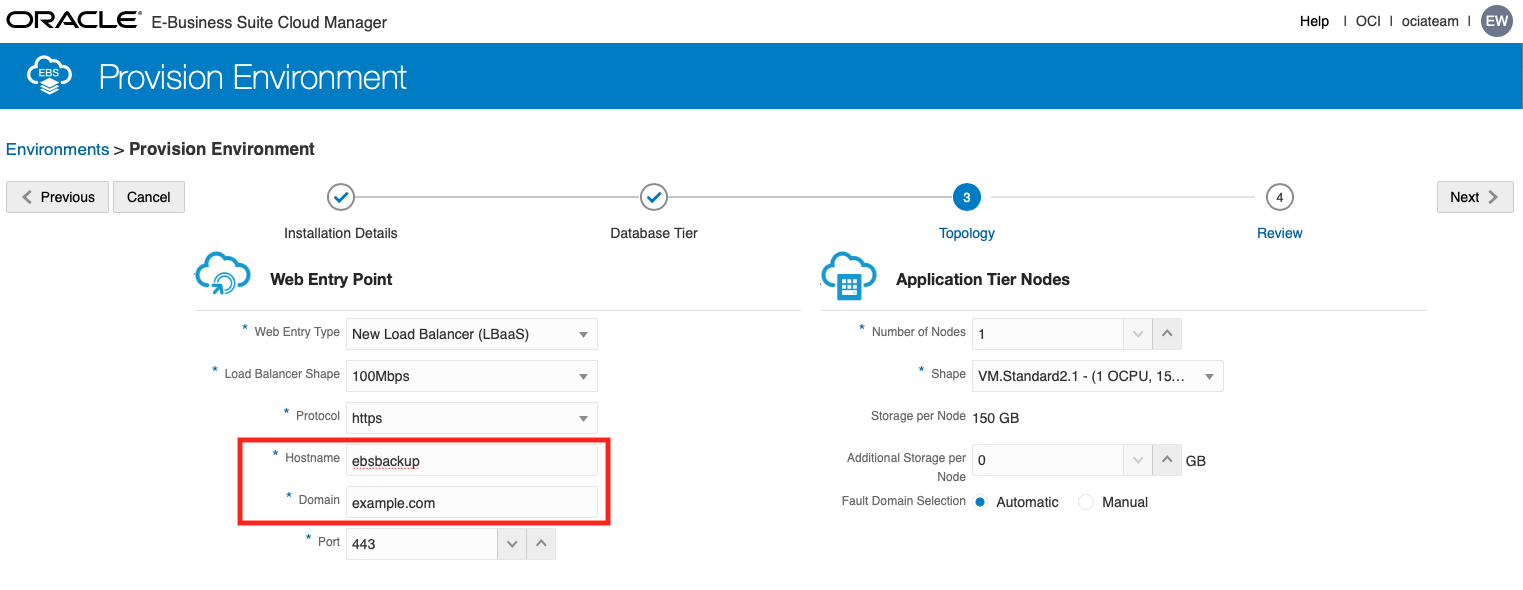 ORACLE® E-Business Suite Cloud Manager
Help | OCI | ociateam | EW
EBS Provision Environment
Environments > Provision Environment
Previous Cancel 3 4 Next
Installation Details Database Tier Topology Review
Web Entry Point
* Web Entry Type New Load Balancer (LBaaS)
* Load Balancer Shape 100Mbps
* Protocol https
* Hostname ebsbackup
* Domain example.com
* Port 443
Application Tier Nodes
* Number of Nodes 1
* Shape VM.Standard2.1 - (1 OCPU, 15...
Storage per Node 150 GB
Additional Storage per
Node
0 GB
Fault Domain Selection Automatic Manual